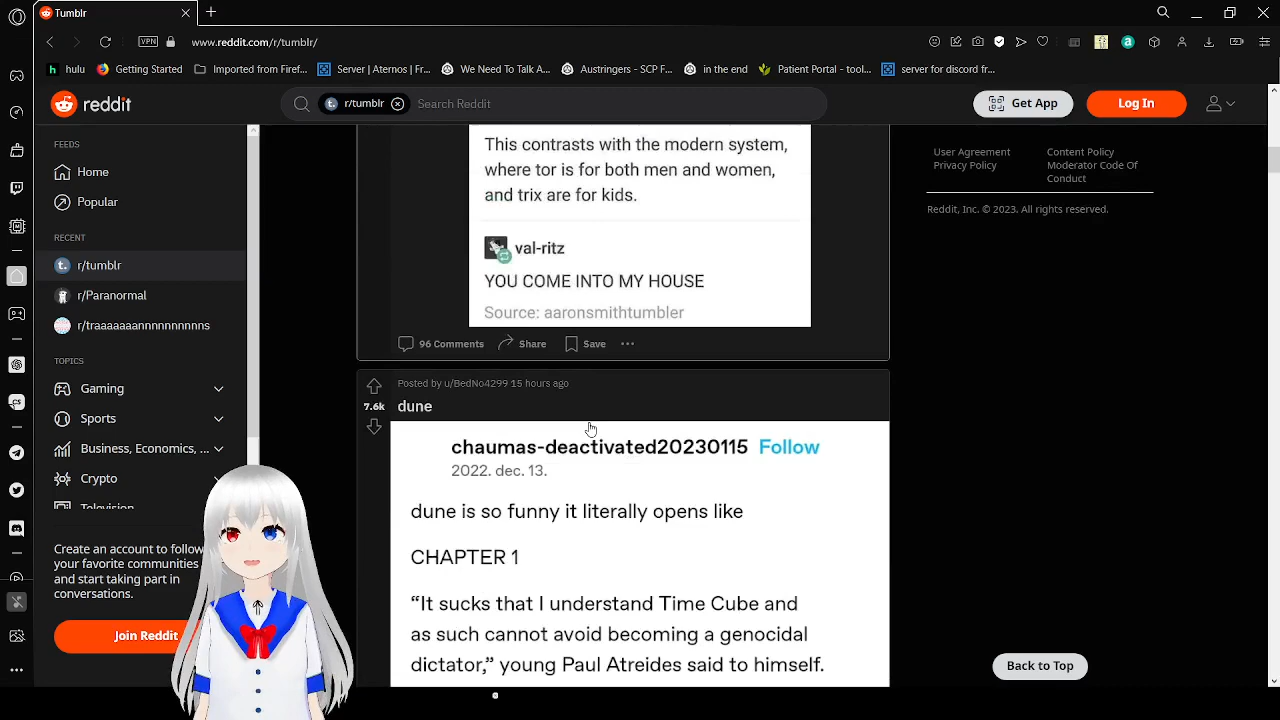 Tumblr
VPN
www.reddit.com/r/tumblr/
hulu
Getting Started
Imported from Firef...
Server | Aternos | Fr...
We Need To Talk A...
Austringers - SCP F...
in the end
Patient Portal - tool...
server for discord fr...
reddit
r/tumblr
Search Reddit
Get App
Log In
FEEDS
Home
Popular
RECENT
r/tumblr
r/Paranormal
r/traaaaaaannnnnnnnns
TOPICS
Gaming
Sports
Business, Economics, ...
Crypto
Television
Create an account to follow
your favorite communities
and start taking part in
conversations.
Join Reddit
This contrasts with the modern system,
where tor is for both men and women,
and trix are for kids.
val-ritz
YOU COME INTO MY HOUSE
Source: aaronsmithtumbler
96 Comments
Share
Save
Posted by u/BedNo4299 15 hours ago
7.6k
dune
chaumas-deactivated20230115 Follow
2022. dec. 13.
dune is so funny it literally opens like
CHAPTER 1
“It sucks that I understand Time Cube and
as such cannot avoid becoming a genocidal
dictator,” young Paul Atreides said to himself.
User Agreement
Privacy Policy
Content Policy
Moderator Code Of
Conduct
Reddit, Inc. © 2023. All rights reserved.
Back to Top